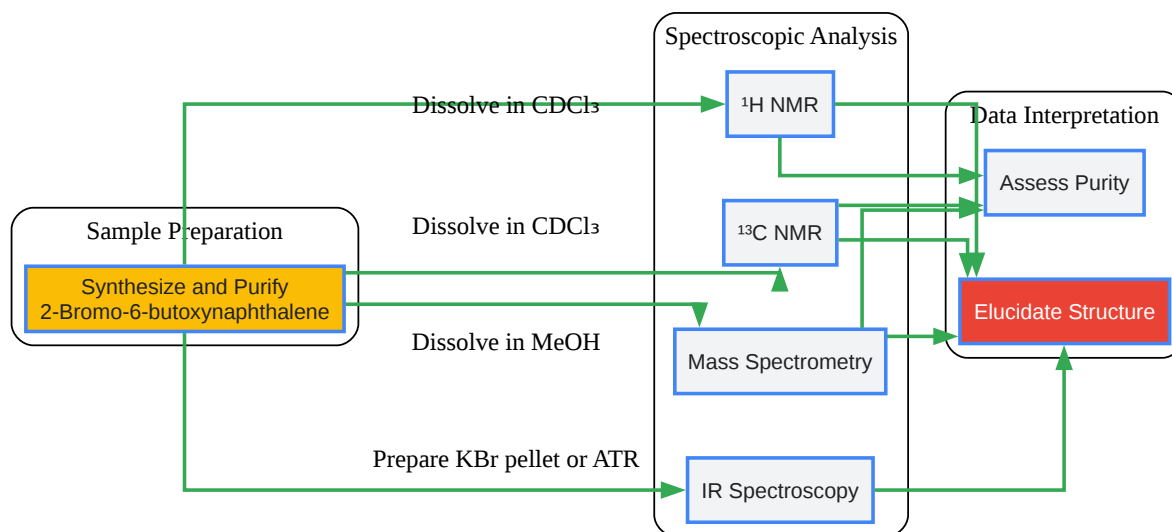 Spectroscopic Analysis
Dissolve in CDCl₃
¹H NMR
Data Interpretation
Assess Purity
Sample Preparation
Dissolve in CDCl₃
¹³C NMR
Synthesize and Purify
2-Bromo-6-butoxynaphthalene
Elucidate Structure
Dissolve in MeOH
Mass Spectrometry
Prepare KBr pellet or ATR
IR Spectroscopy